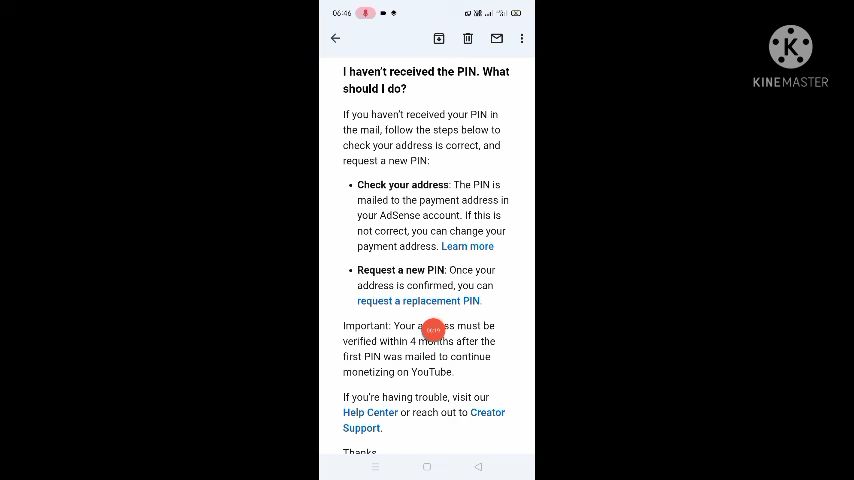 06:46
K
KINEMASTER
I haven't received the PIN. What
should I do?
If you haven't received your PIN in
the mail, follow the steps below to
check your address is correct, and
request a new PIN:
• Check your address: The PIN is
mailed to the payment address in
your AdSense account. If this is
not correct, you can change your
payment address. Learn more
• Request a new PIN: Once your
address is confirmed, you can
request a replacement PIN.
Important: Your address must be
verified within 4 months after the
first PIN was mailed to continue
monetizing on YouTube.
If you're having trouble, visit our
Help Center or reach out to Creator
Support.
Thanks